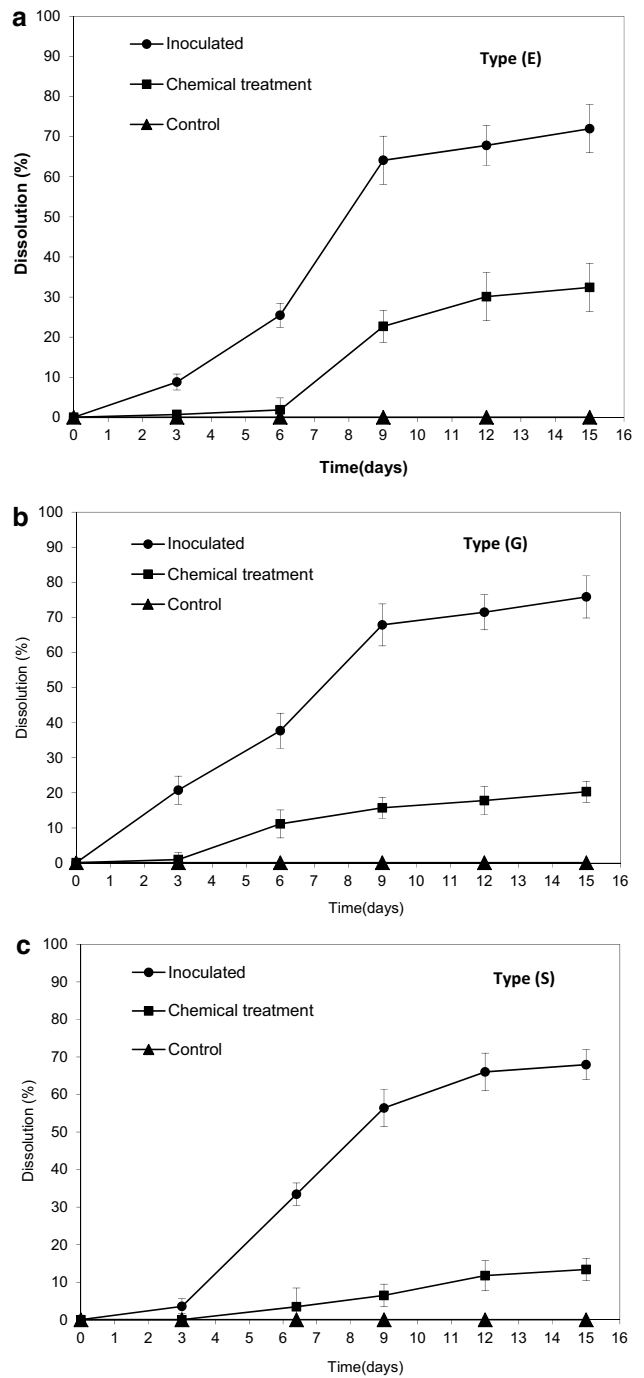 a
100
90
80
70
60
50
40
30
20
10
0
Dissolution (%)
Inoculated
Chemical treatment
Control
Type (E)
0 1 2 3 4 5 6 7 8 9 10 11 12 13 14 15 16
Time(days)
b
100
90
80
70
60
50
40
30
20
10
0
Dissolution (%)
Inoculated
Chemical treatment
Control
Type (G)
0 1 2 3 4 5 6 7 8 9 10 11 12 13 14 15 16
Time(days)
c
100
90
80
70
60
50
40
30
20
10
0
Dissolution (%)
Inoculated
Chemical treatment
Control
Type (S)
0 1 2 3 4 5 6 7 8 9 10 11 12 13 14 15 16
Time(days)